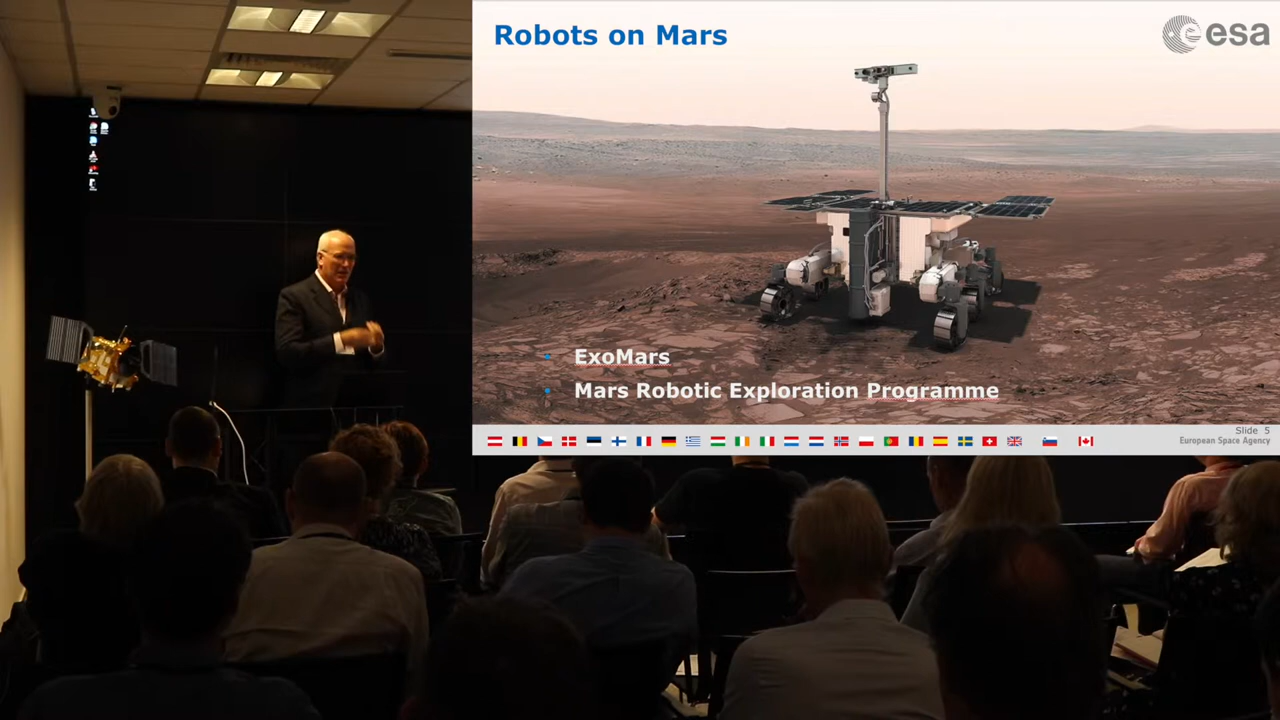 Robots on Mars
esa
ExoMars
Mars Robotic Exploration Programme
Slide 5
European Space Agency